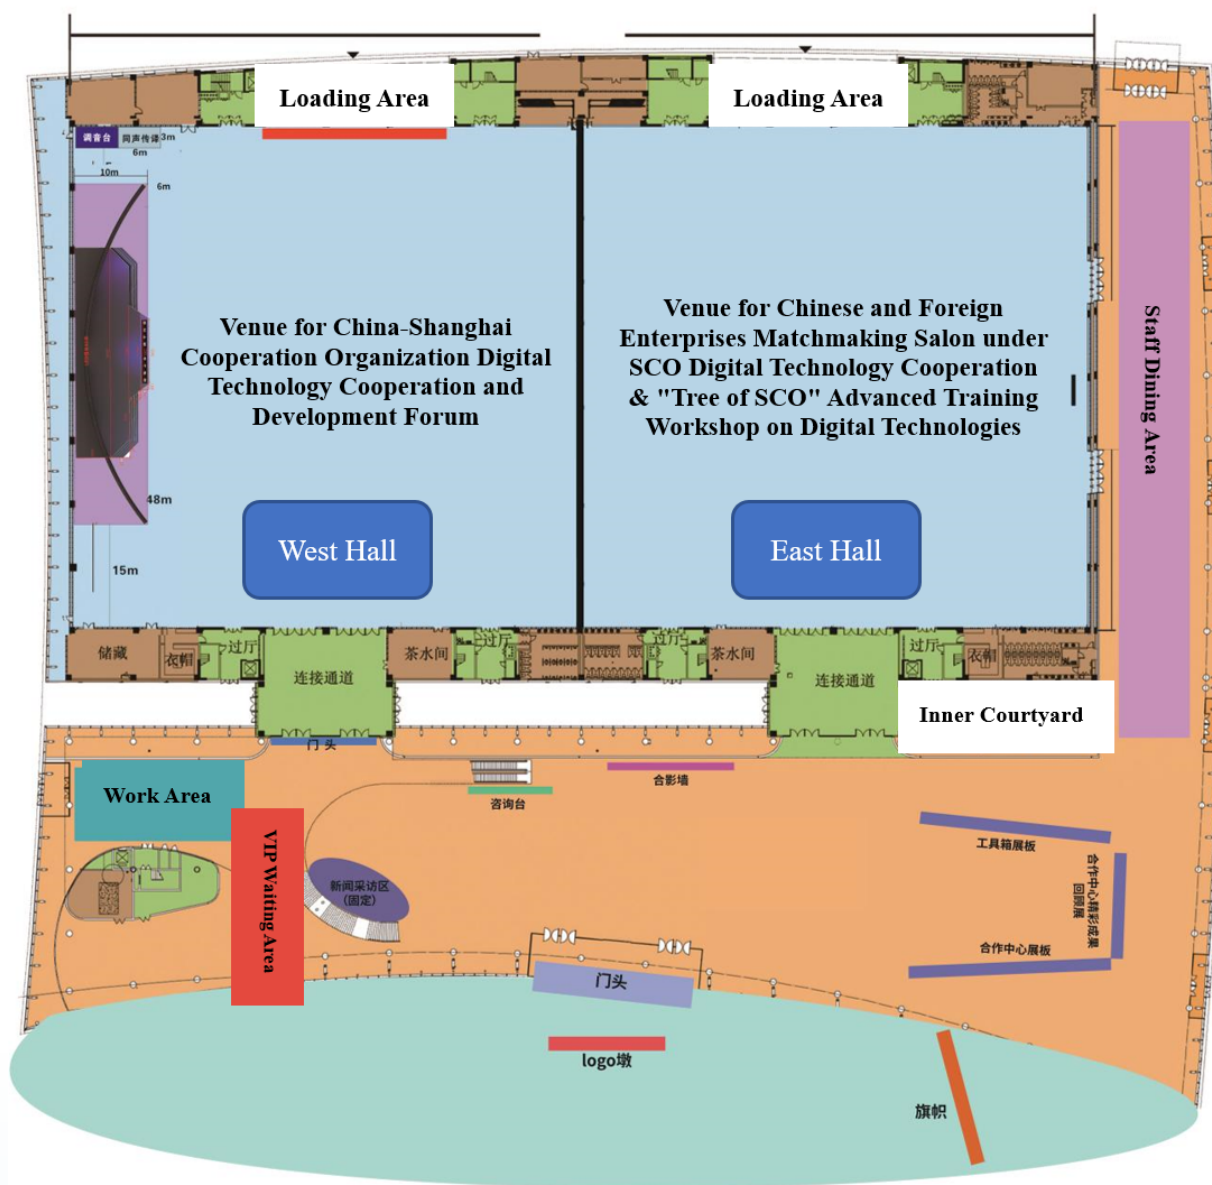 Loading Area
Loading Area
调音台
同声传译
3m
6m
10m
6m
Venue for China-Shanghai
Cooperation Organization Digital
Technology Cooperation and
Development Forum
Venue for Chinese and Foreign
Enterprises Matchmaking Salon under
SCO Digital Technology Cooperation
& "Tree of SCO" Advanced Training
Workshop on Digital Technologies
Staff Dining Area
48m
15m
West Hall
East Hall
储藏
衣帽
过厅
连接通道
茶水间
过厅
过厅
茶水间
连接通道
过厅
衣帽
Inner Courtyard
门 头
Work Area
咨询台
合影墙
VIP Waiting Area
新闻采访区
(固定)
工具箱展板
合作中心精彩成果
回顾展
合作中心展板
门头
logo墩
旗帜